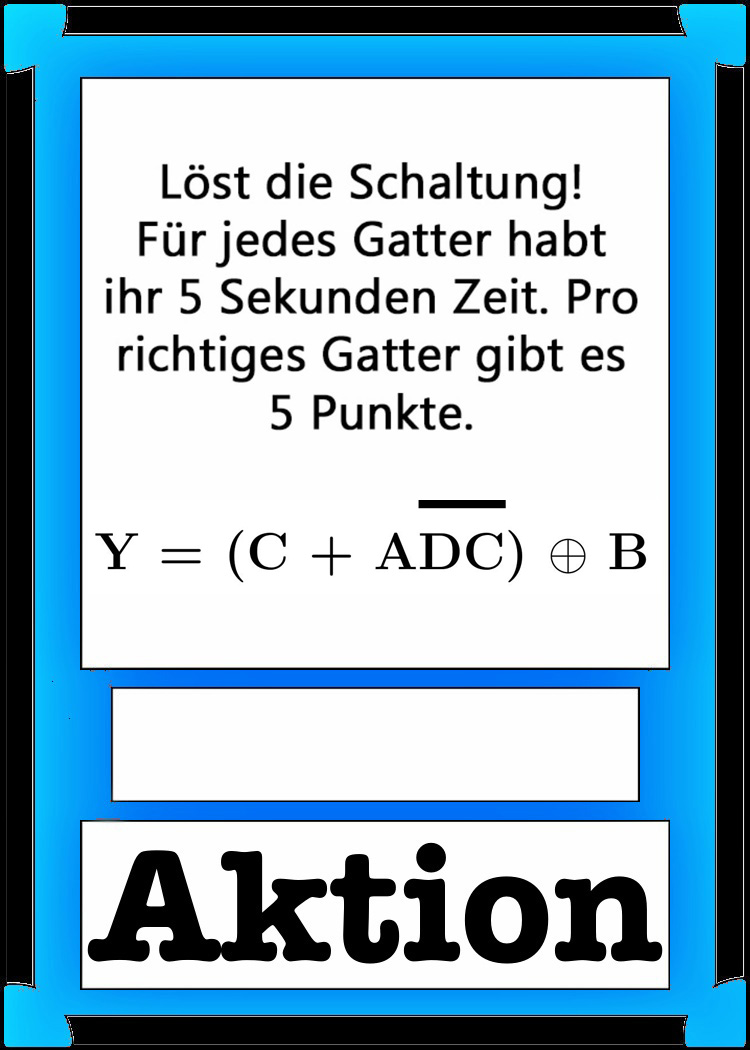 Löst die Schaltung!
Für jedes Gatter habt
ihr 5 Sekunden Zeit. Pro
richtiges Gatter gibt es
5 Punkte.
Y = (C + AD̅C̅) ⊕ B
Aktion